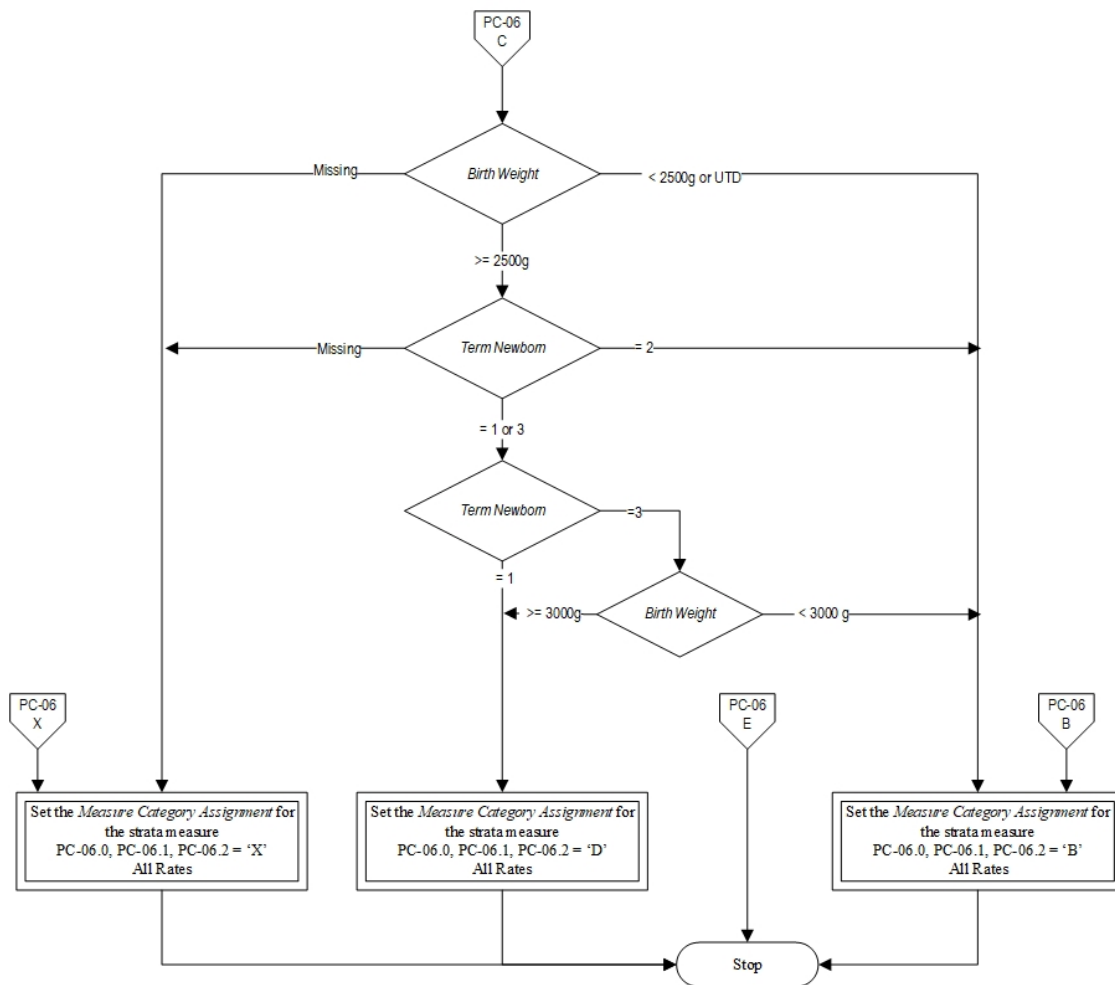 PC-06
C
Birth Weight
Missing
< 2500g or UTD
>= 2500g
Term Newborn
Missing
= 2
= 1 or 3
Term Newborn
=3
= 1
>= 3000g
Birth Weight
< 3000 g
PC-06
X
PC-06
E
PC-06
B
Set the Measure Category Assignment for
the strata measure
PC-06.0, PC-06.1, PC-06.2 = ‘X’
All Rates
Set the Measure Category Assignment for
the strata measure
PC-06.0, PC-06.1, PC-06.2 = ‘D’
All Rates
Set the Measure Category Assignment for
the strata measure
PC-06.0, PC-06.1, PC-06.2 = ‘B’
All Rates
Stop